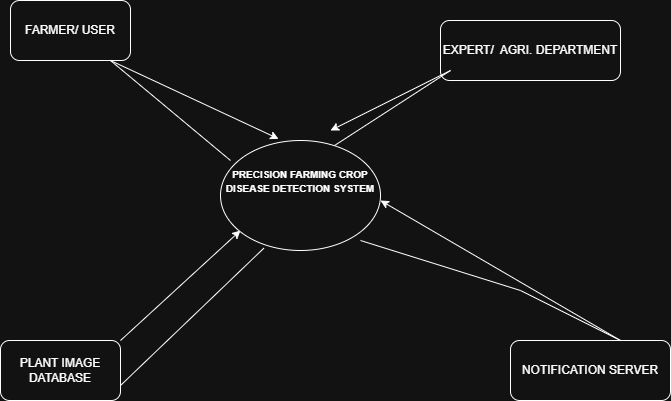 FARMER/ USER
EXPERT/ AGRI. DEPARTMENT
PRECISION FARMING CROP
DISEASE DETECTION SYSTEM
PLANT IMAGE
DATABASE
NOTIFICATION SERVER